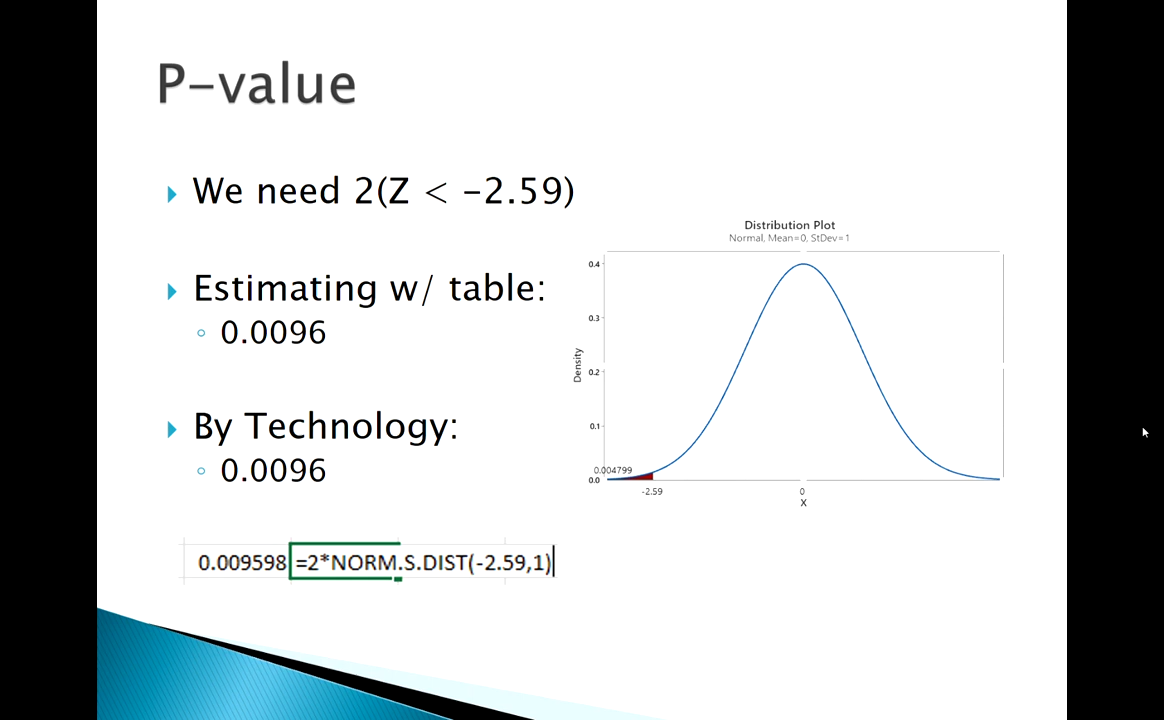 P-value
We need 2(Z < -2.59)
Estimating w/ table:
0.0096
By Technology:
0.0096
0.009598 =2*NORM.S.DIST(-2.59,1)
Distribution Plot
Normal, Mean=0, StDev=1
0.4
0.3
Density
0.2
0.1
0.004799
0.0
-2.59 0
X